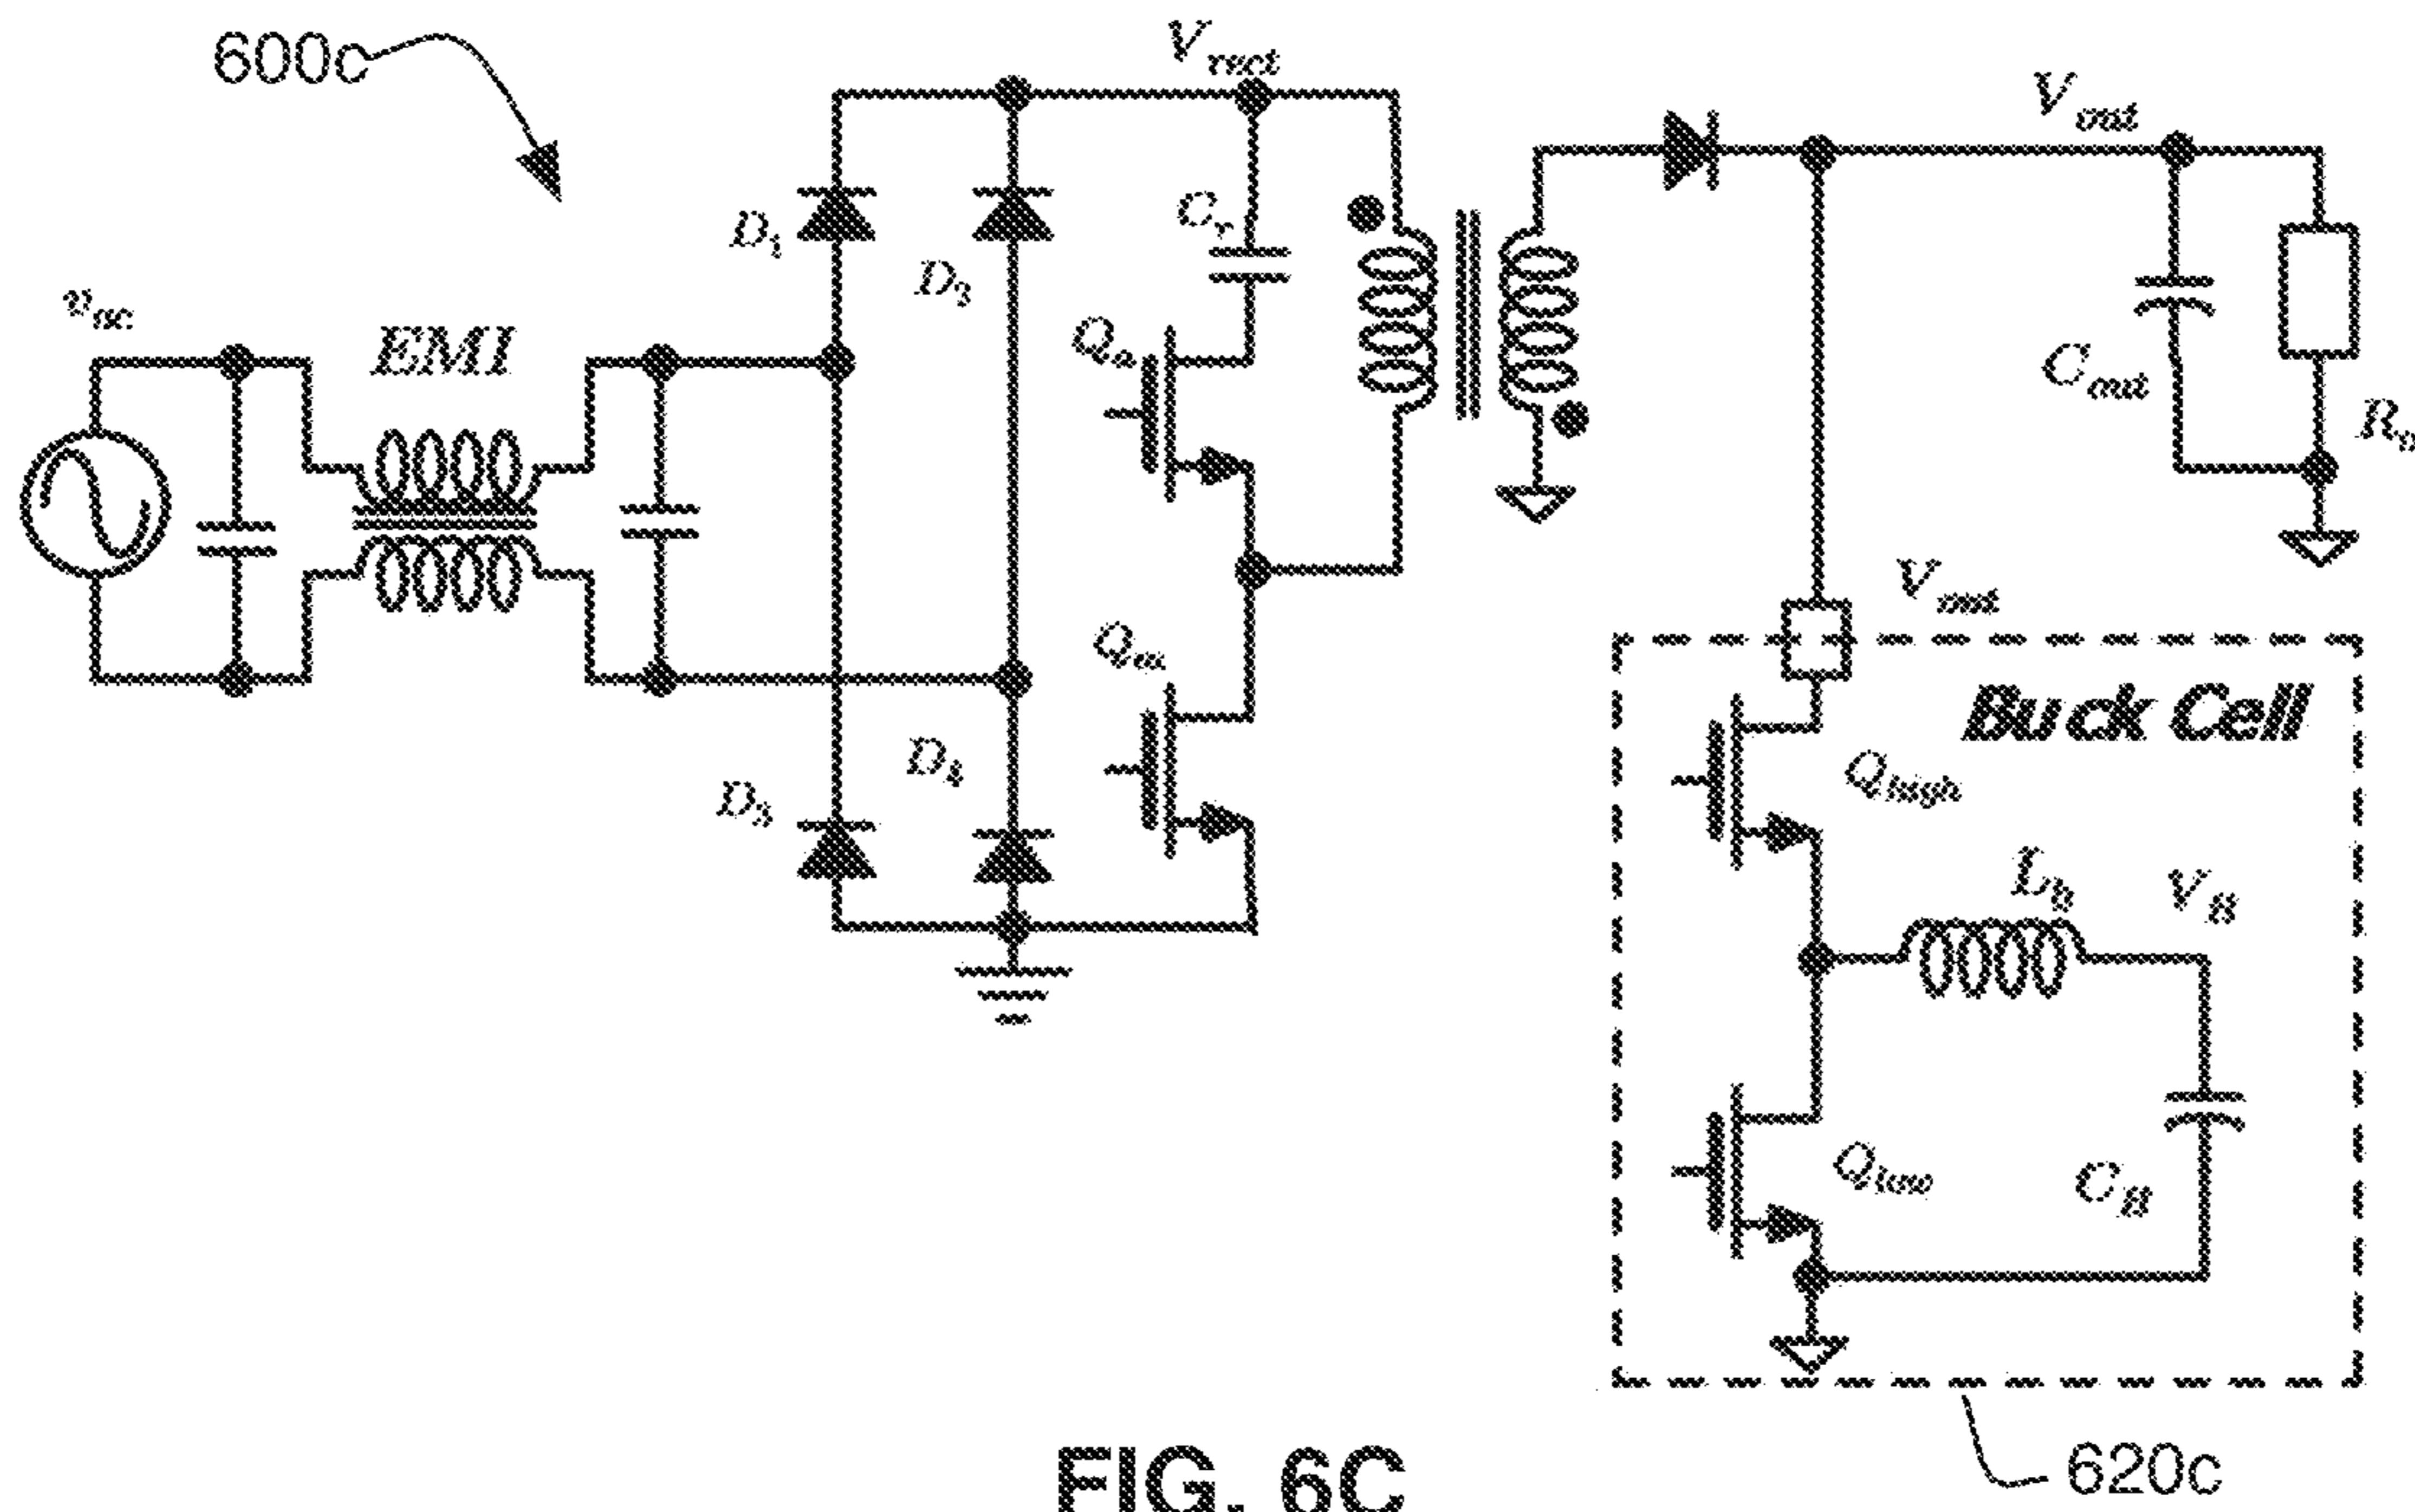 600c
V_rect
V_out
D_1
C_r
D_2
v_ac
EMI
Q_a
C_out
R_o
V_out
Buck Cell
D_3
D_4
Q_high
L_B
V_B
Q_low
C_B
620c
FIG. 6C